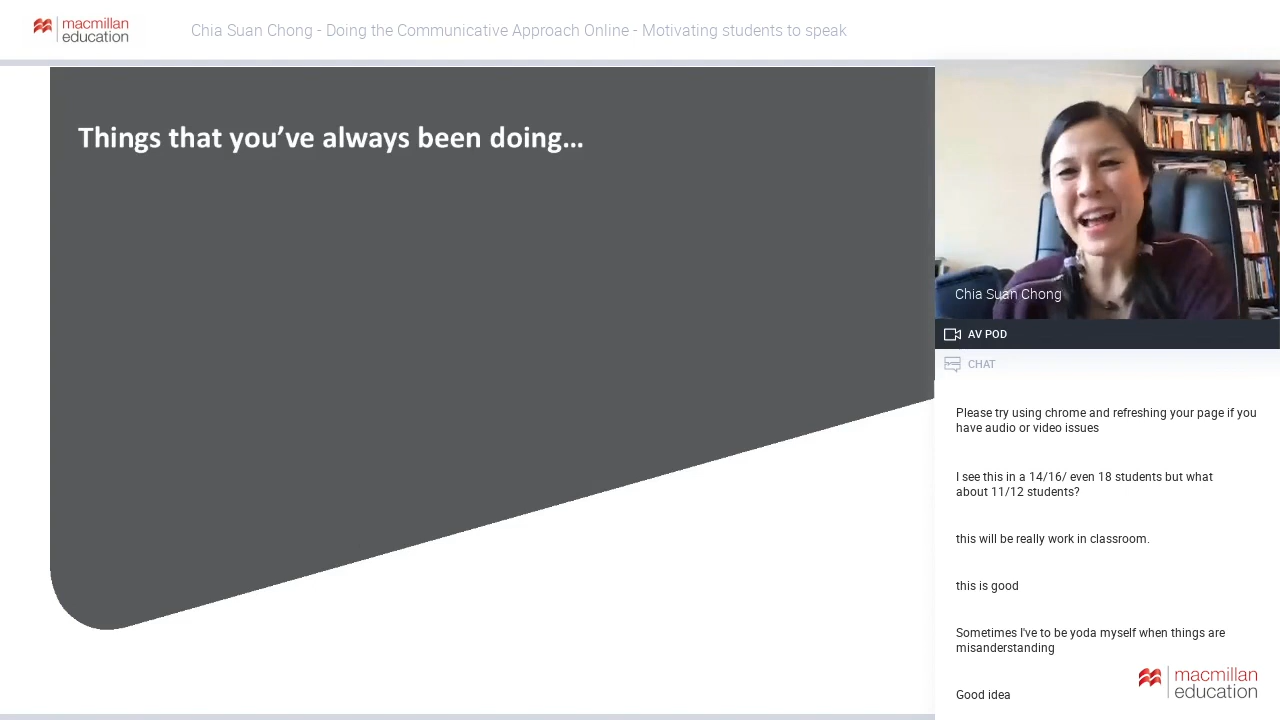 macmillan
education
Chia Suan Chong - Doing the Communicative Approach Online - Motivating students to speak
Things that you've always been doing...
Chia Suan Chong
AV POD
CHAT
Please try using chrome and refreshing your page if you
have audio or video issues
I see this in a 14/16/ even 18 students but what
about 11/12 students?
this will be really work in classroom.
this is good
Sometimes I've to be yoda myself when things are
misanderstanding
Good idea
macmillan
education